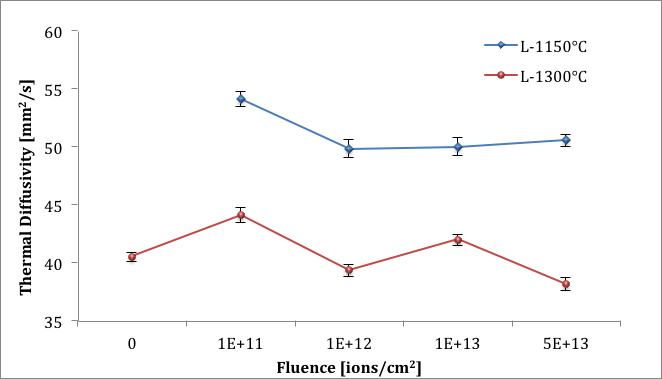 60
55
50
45
40
35
Thermal Diffusivity [mm²/s]
L-1150°C
L-1300°C
0 1E+11 1E+12 1E+13 5E+13
Fluence [ions/cm²]